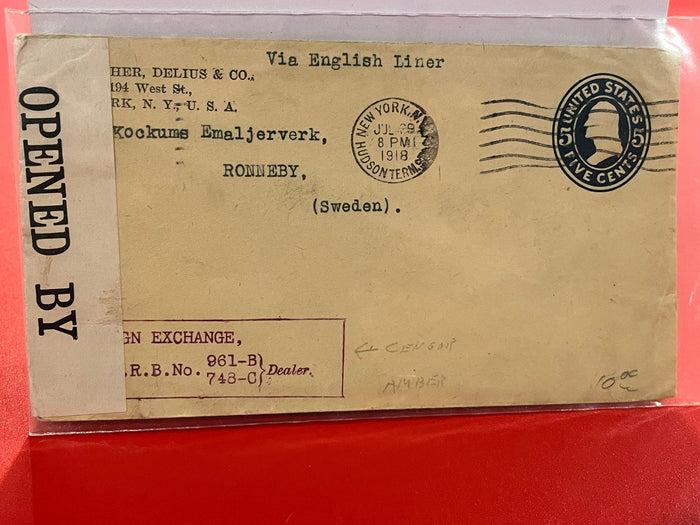 Via English Liner
HER, DELIUS & CO.,
194 West St.,
RK, N. Y., U. S. A.
OPENED BY
Kockums Emaljerverk,
RONNEBY,
(Sweden).
NEW YORK, N.Y.
JUL 29
8 PM
1918
HUDSON TERM.
UNITED STATES
5 5
FIVE CENTS
GN EXCHANGE,
.R.B.No. 961-B
748-C
Dealer.
CENSOR
AMBER
10.00